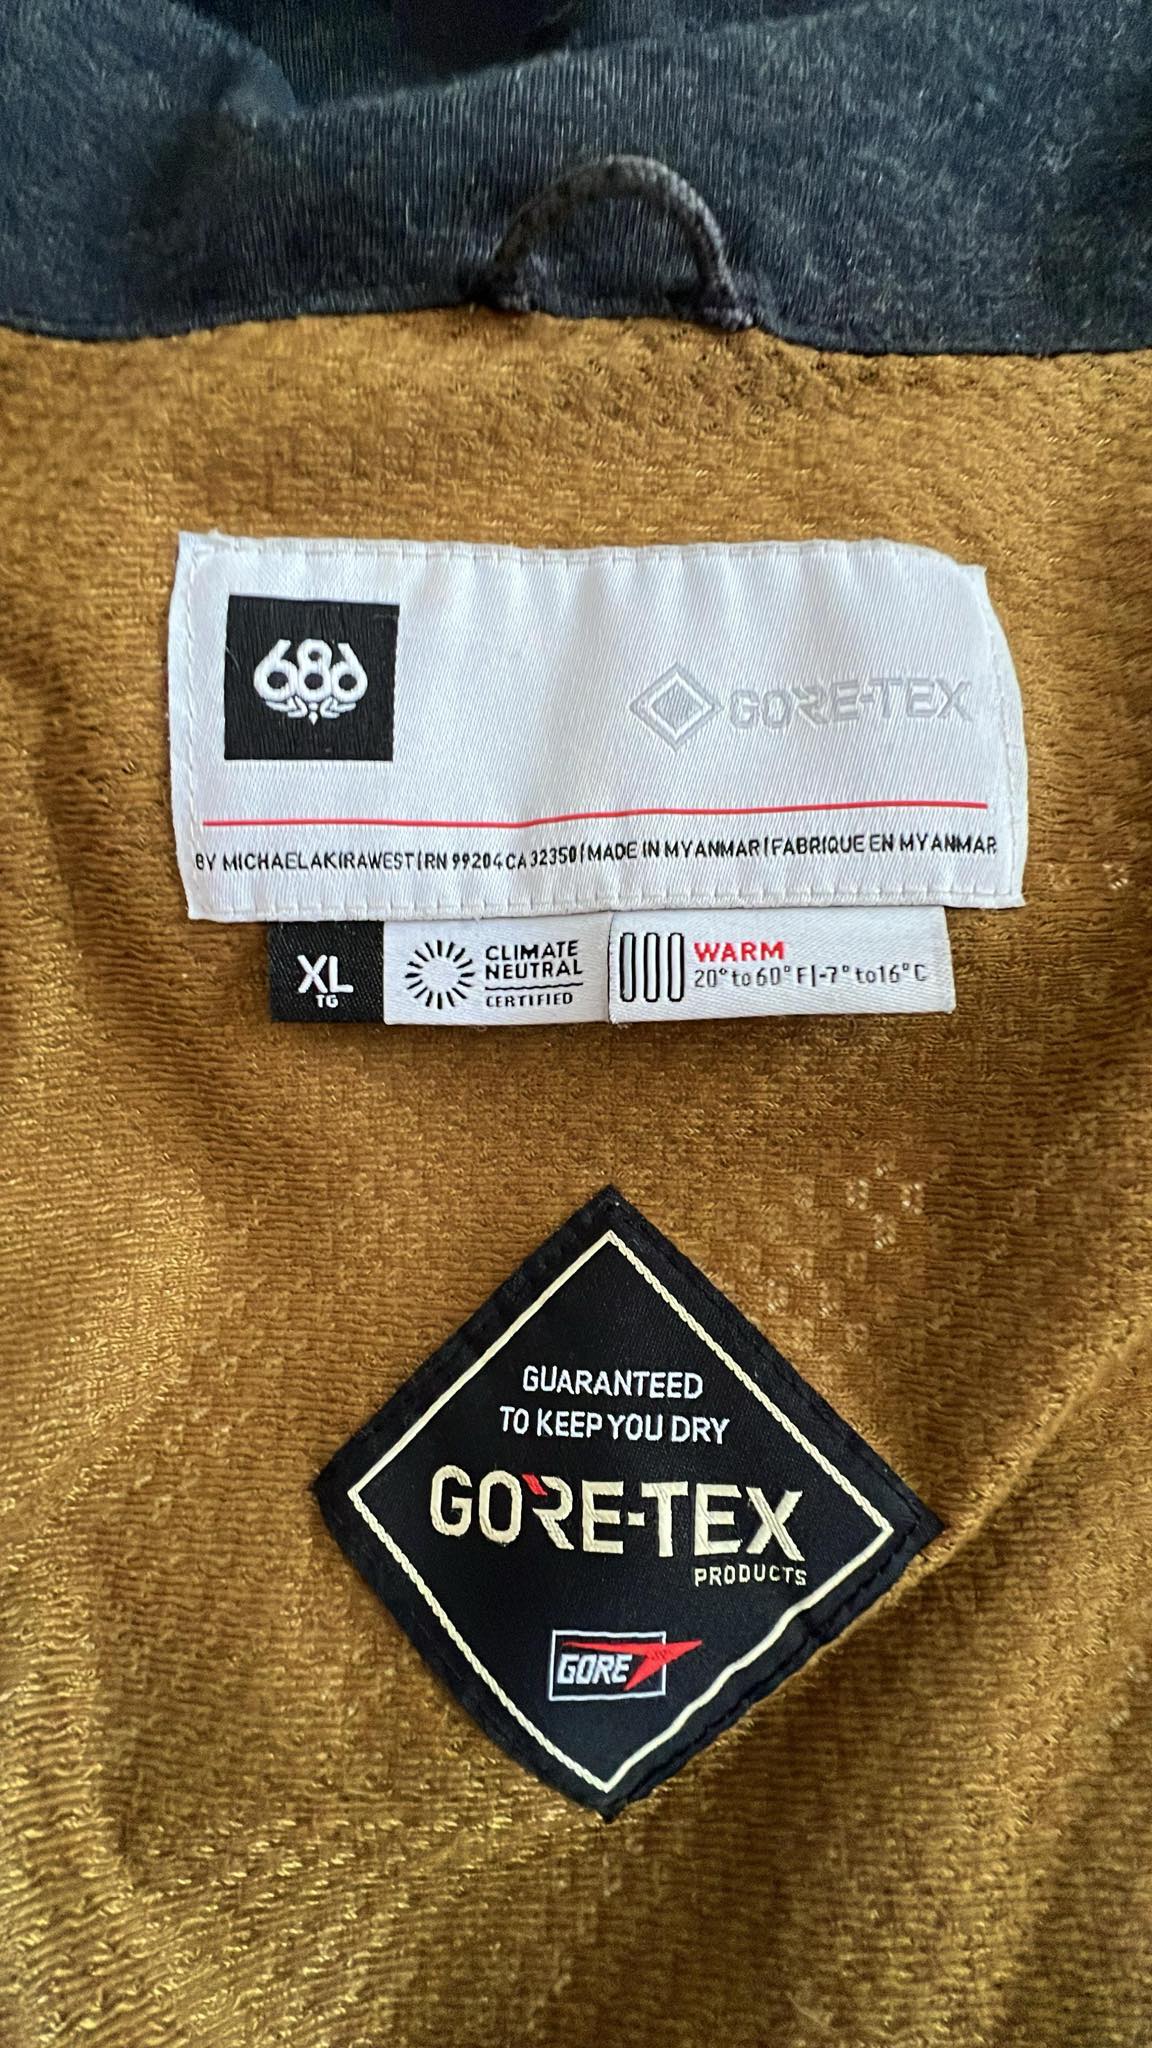 686
GORE-TEX
BY MICHAELAKIRAWEST|RN 99204 CA 32350|MADE IN MYANMAR|FABRIQUE EN MYANMAR
XL
TG
CLIMATE
NEUTRAL
CERTIFIED
WARM
20° to 60° F|-7° to 16° C
GUARANTEED
TO KEEP YOU DRY
GORE-TEX
PRODUCTS
GORE